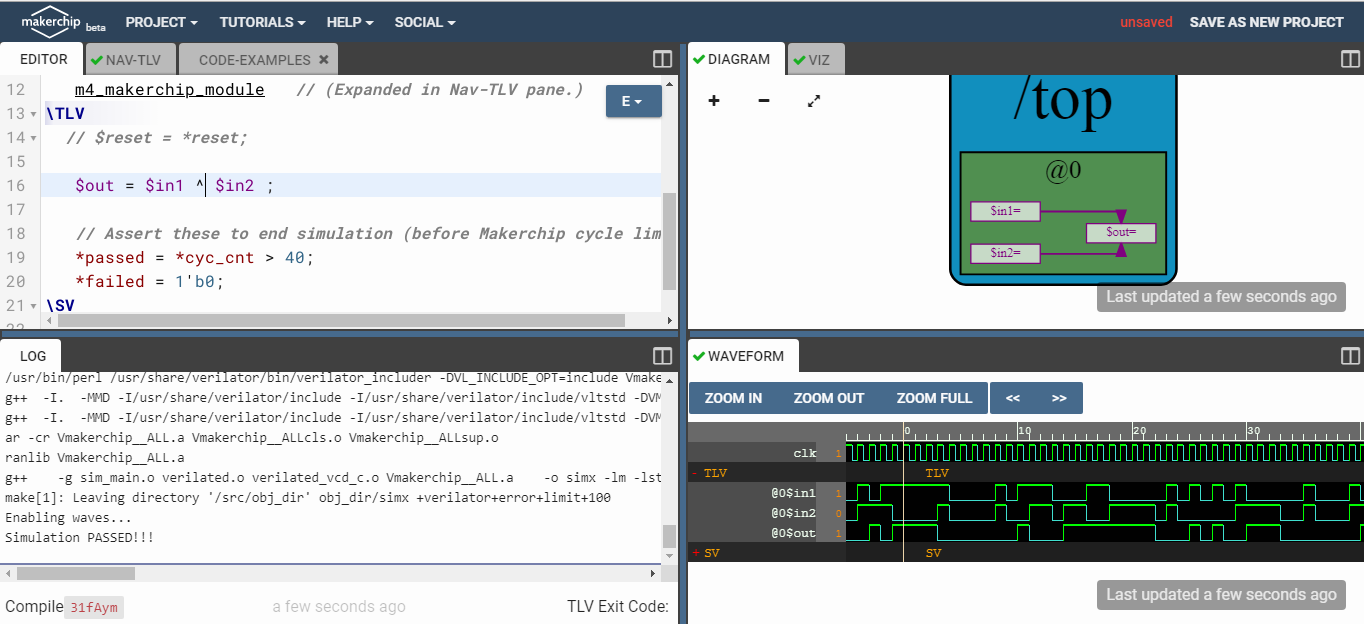 makerchip beta PROJECT TUTORIALS HELP SOCIAL unsaved SAVE AS NEW PROJECT
EDITOR NAV-TLV CODE-EXAMPLES
12 m4_makerchip_module // (Expanded in Nav-TLV pane.)
E
13 \TLV
14 // $reset = *reset;
15
16 $out = $in1 ^ $in2 ;
17
18 // Assert these to end simulation (before Makerchip cycle lim
19 *passed = *cyc_cnt > 40;
20 *failed = 1'b0;
21 \SV
22
DIAGRAM VIZ
/top
@0
$in1=
$out=
$in2=
Last updated a few seconds ago
LOG
/usr/bin/perl /usr/share/verilator/bin/verilator_includer -DVL_INCLUDE_OPT=include Vmake
g++ -I. -MMD -I/usr/share/verilator/include -I/usr/share/verilator/include/vltstd -DVM
g++ -I. -MMD -I/usr/share/verilator/include -I/usr/share/verilator/include/vltstd -DVM
ar -cr Vmakerchip__ALL.a Vmakerchip__ALLcls.o Vmakerchip__ALLsup.o
ranlib Vmakerchip__ALL.a
g++ -g sim_main.o verilated.o verilated_vcd_c.o Vmakerchip__ALL.a -o simx -lm -lst
make[1]: Leaving directory '/src/obj_dir' obj_dir/simx +verilator+error+limit+100
Enabling waves...
Simulation PASSED!!!
Compile 31fAym a few seconds ago TLV Exit Code:
WAVEFORM
ZOOM IN ZOOM OUT ZOOM FULL << >>
0 10 20 30
clk 1
- TLV TLV
@0$in1 1
@0$in2 0
@0$out 1
+ SV SV
Last updated a few seconds ago